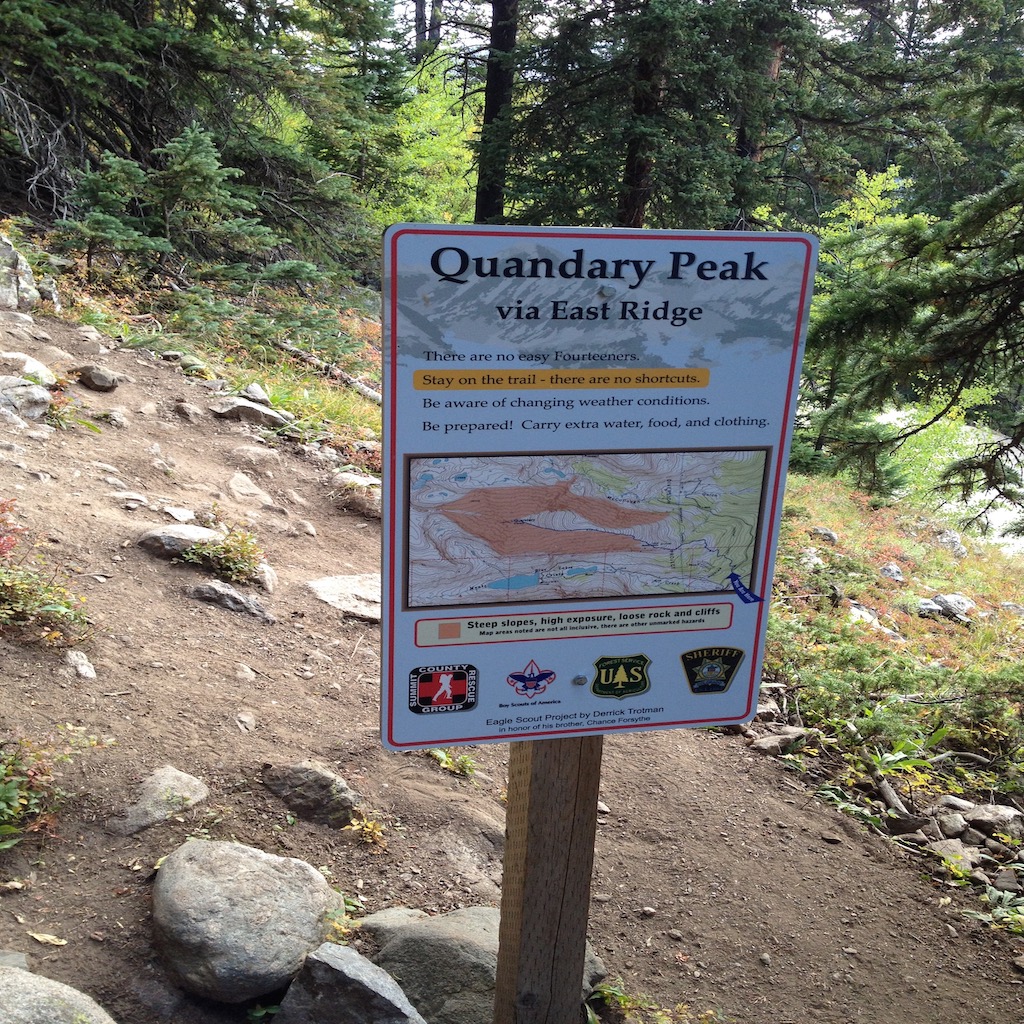 Quandary Peak
via East Ridge
There are no easy Fourteeners.
Stay on the trail - there are no shortcuts.
Be aware of changing weather conditions.
Be prepared! Carry extra water, food, and clothing.
Steep slopes, high exposure, loose rock and cliffs
Map areas noted are not all inclusive, there are other unmarked hazards
SUMMIT COUNTY RESCUE GROUP
Boy Scouts of America
FOREST SERVICE
UAS
SHERIFF
Eagle Scout Project by Derrick Trotman
in honor of his brother, Chance Forsythe